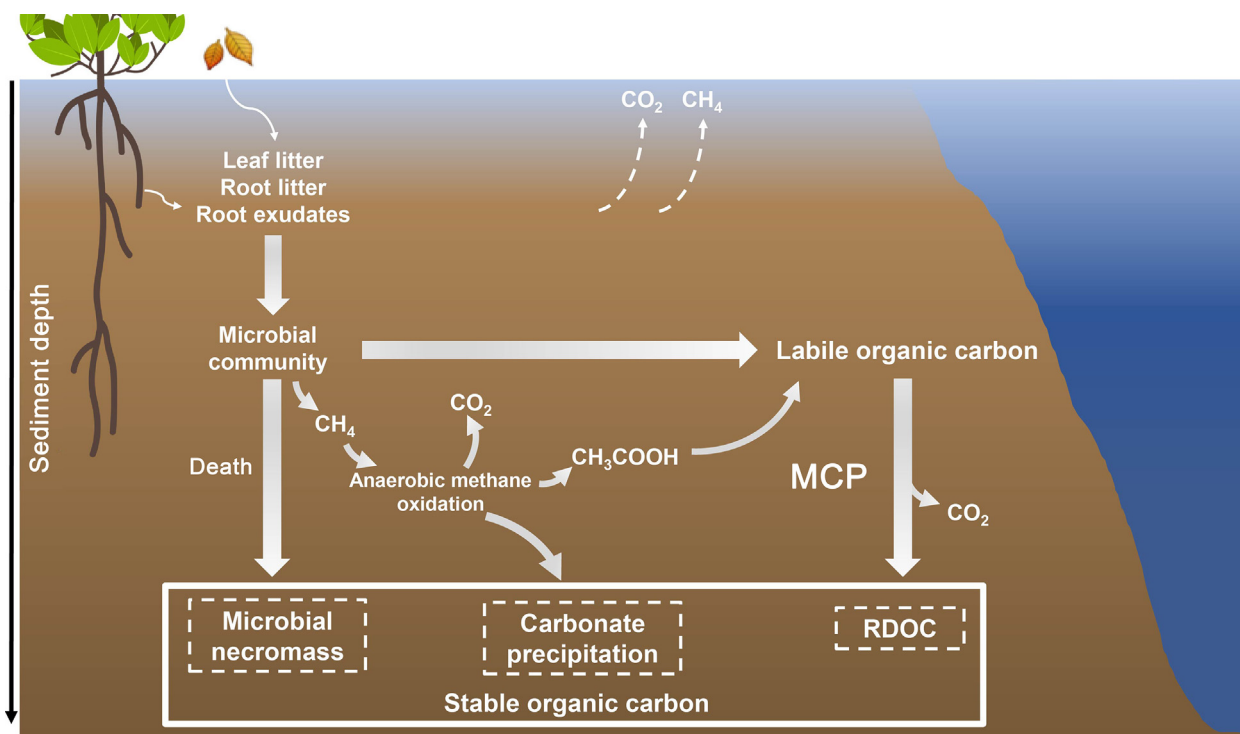 CO₂ CH₄
Leaf litter
Root litter
Root exudates
Sediment depth
Microbial
community
Labile organic carbon
CO₂
CH₄
Death
CH₃COOH
Anaerobic methane
oxidation
MCP
CO₂
Microbial
necromass
Carbonate
precipitation
RDOC
Stable organic carbon